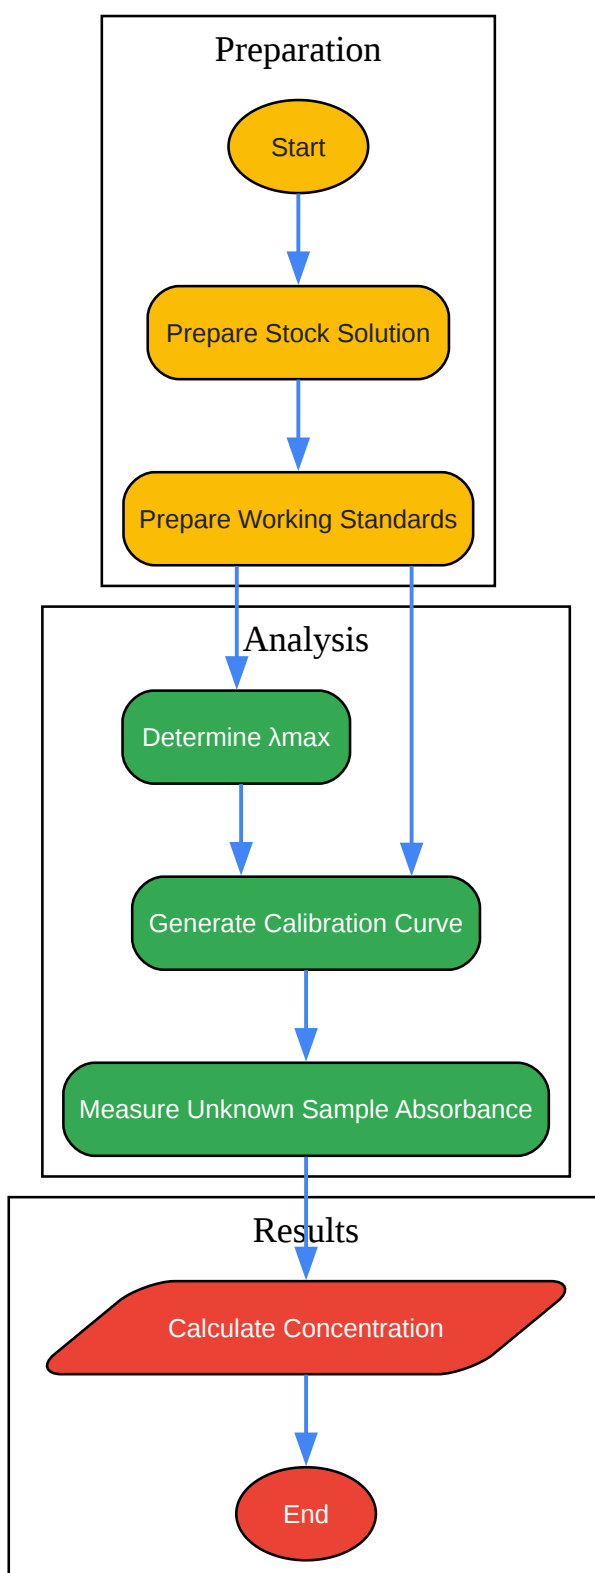 Preparation
Start
Prepare Stock Solution
Prepare Working Standards
Analysis
Determine λmax
Generate Calibration Curve
Measure Unknown Sample Absorbance
Results
Calculate Concentration
End